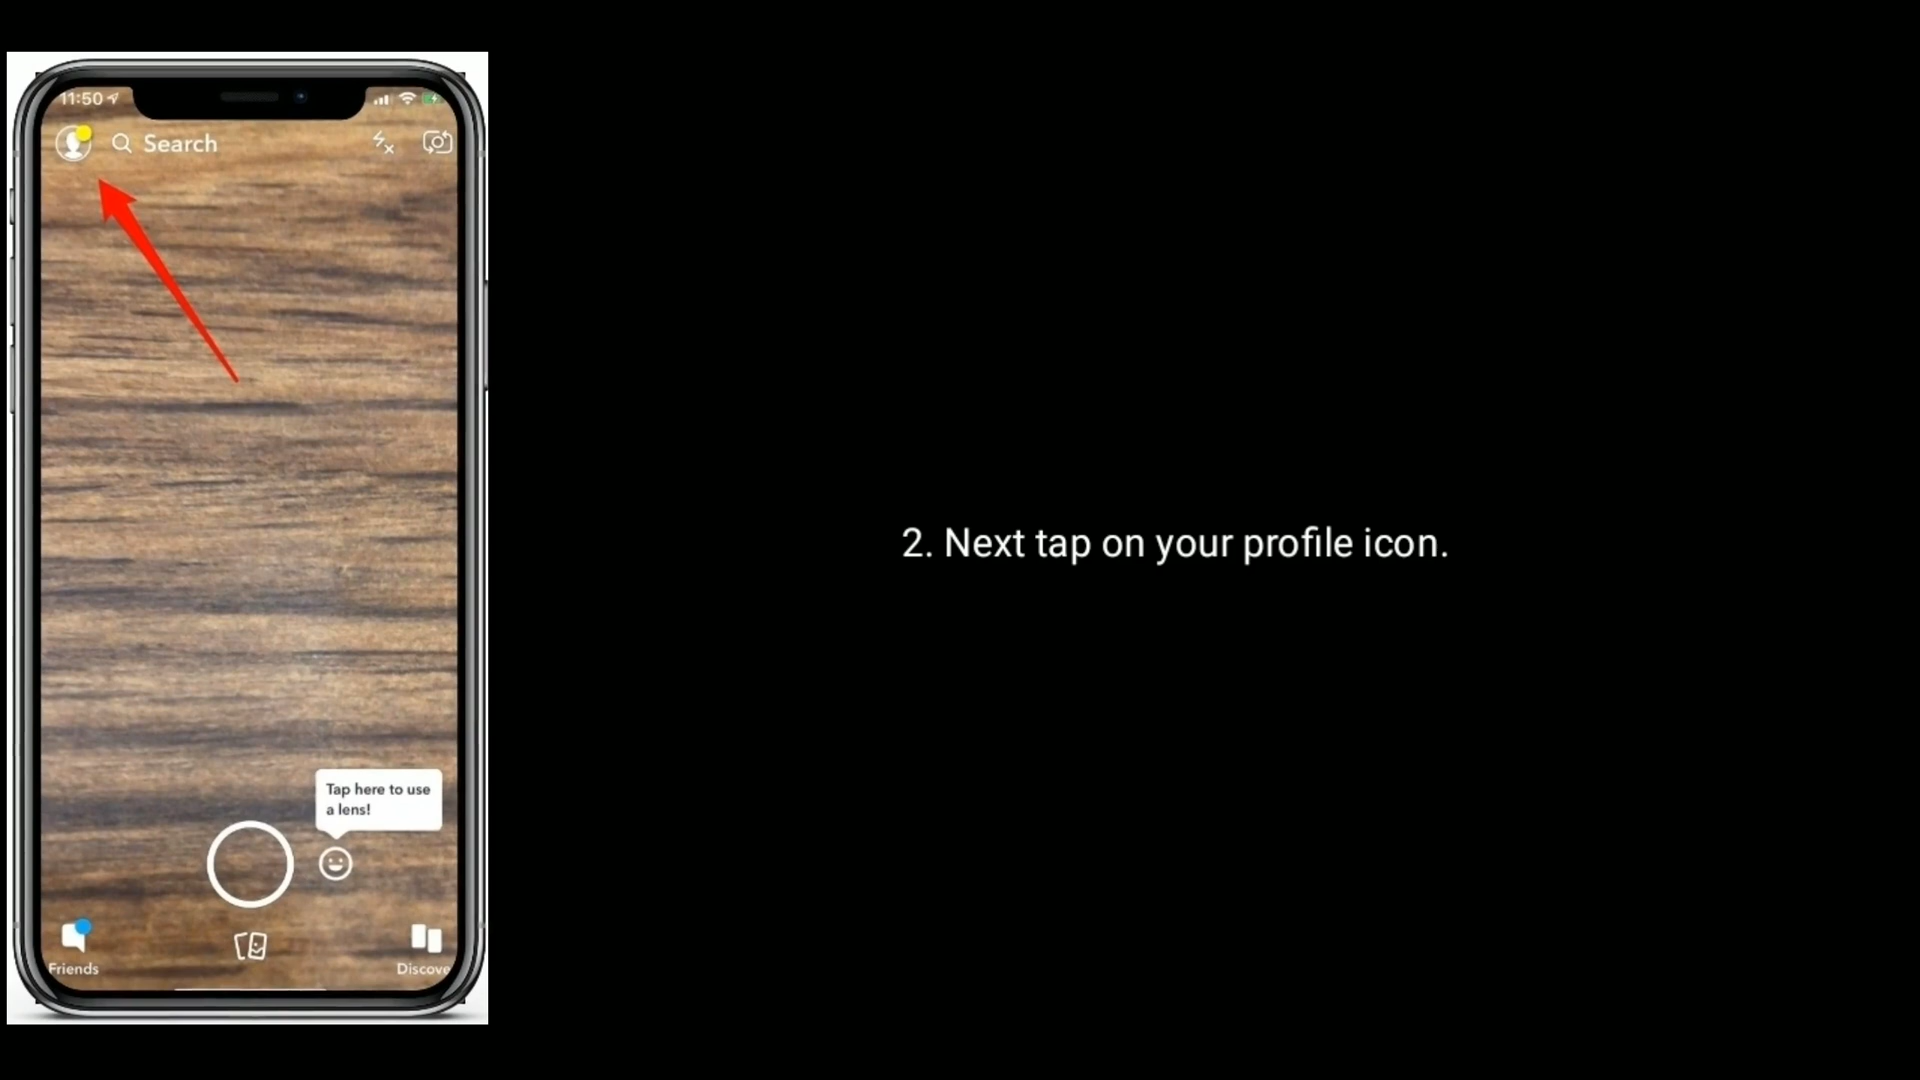 11:50
Search
Tap here to use
a lens!
Friends
Discove
2. Next tap on your profile icon.